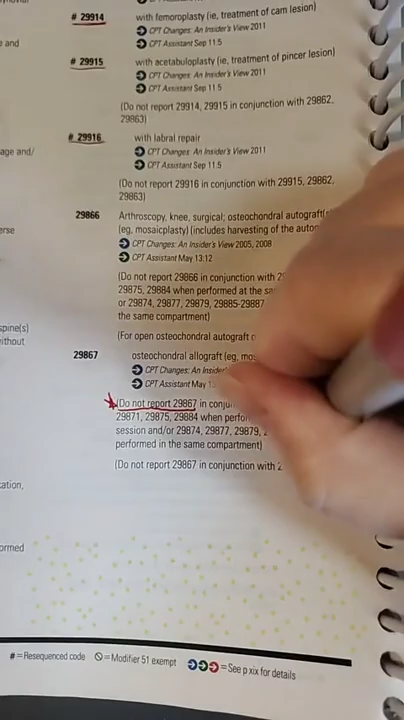 # 29914 with femoroplasty (ie, treatment of cam lesion)
CPT Changes: An Insider's View 2011
CPT Assistant Sep 11:5
e and
# 29915 with acetabuloplasty (ie, treatment of pincer lesion)
CPT Changes: An Insider's View 2011
CPT Assistant Sep 11:5
(Do not report 29914, 29915 in conjunction with 29862,
29863)
# 29916 with labral repair
age and/
CPT Changes: An Insider's View 2011
CPT Assistant Sep 11:5
(Do not report 29916 in conjunction with 29915, 29862,
29863)
29866 Arthroscopy, knee, surgical; osteochondral autograft(
erse (eg, mosaicplasty) (includes harvesting of the
CPT Changes: An Insider's View 2005, 2008
CPT Assistant May 13:12
(Do not report 29866 in conjunction with
29875, 29884 when performed at the
or 29874, 29877, 29879, 29885-29887
the same compartment)
spine(s)
(For open osteochondral autograft
ithout
29867 osteochondral allograft (eg,
CPT Changes: An
CPT Assistant May
(Do not report 29867 in
29871, 29875, 29884 when
session and/or 29874, 29877, 29879,
performed in the same compartment)
(Do not report 29867 in conjunction with
cation,
ormed
# =Resequenced code =Modifier 51 exempt =See p xix for details